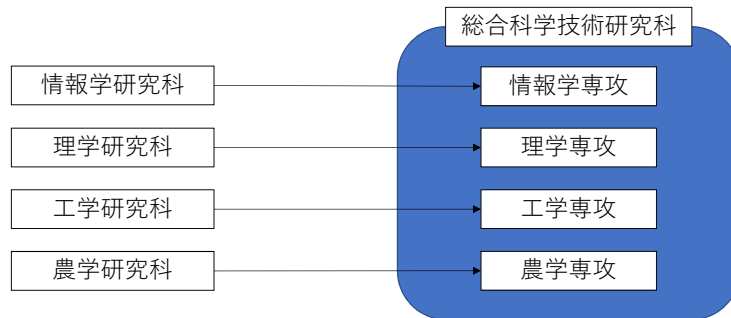 総合科学技術研究科
情報学研究科
情報学専攻
理学研究科
理学専攻
工学研究科
工学専攻
農学研究科
農学専攻